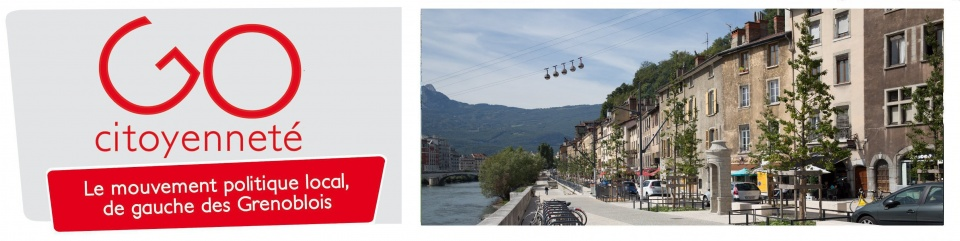 GO
citoyenneté
Le mouvement politique local,
de gauche des Grenoblois